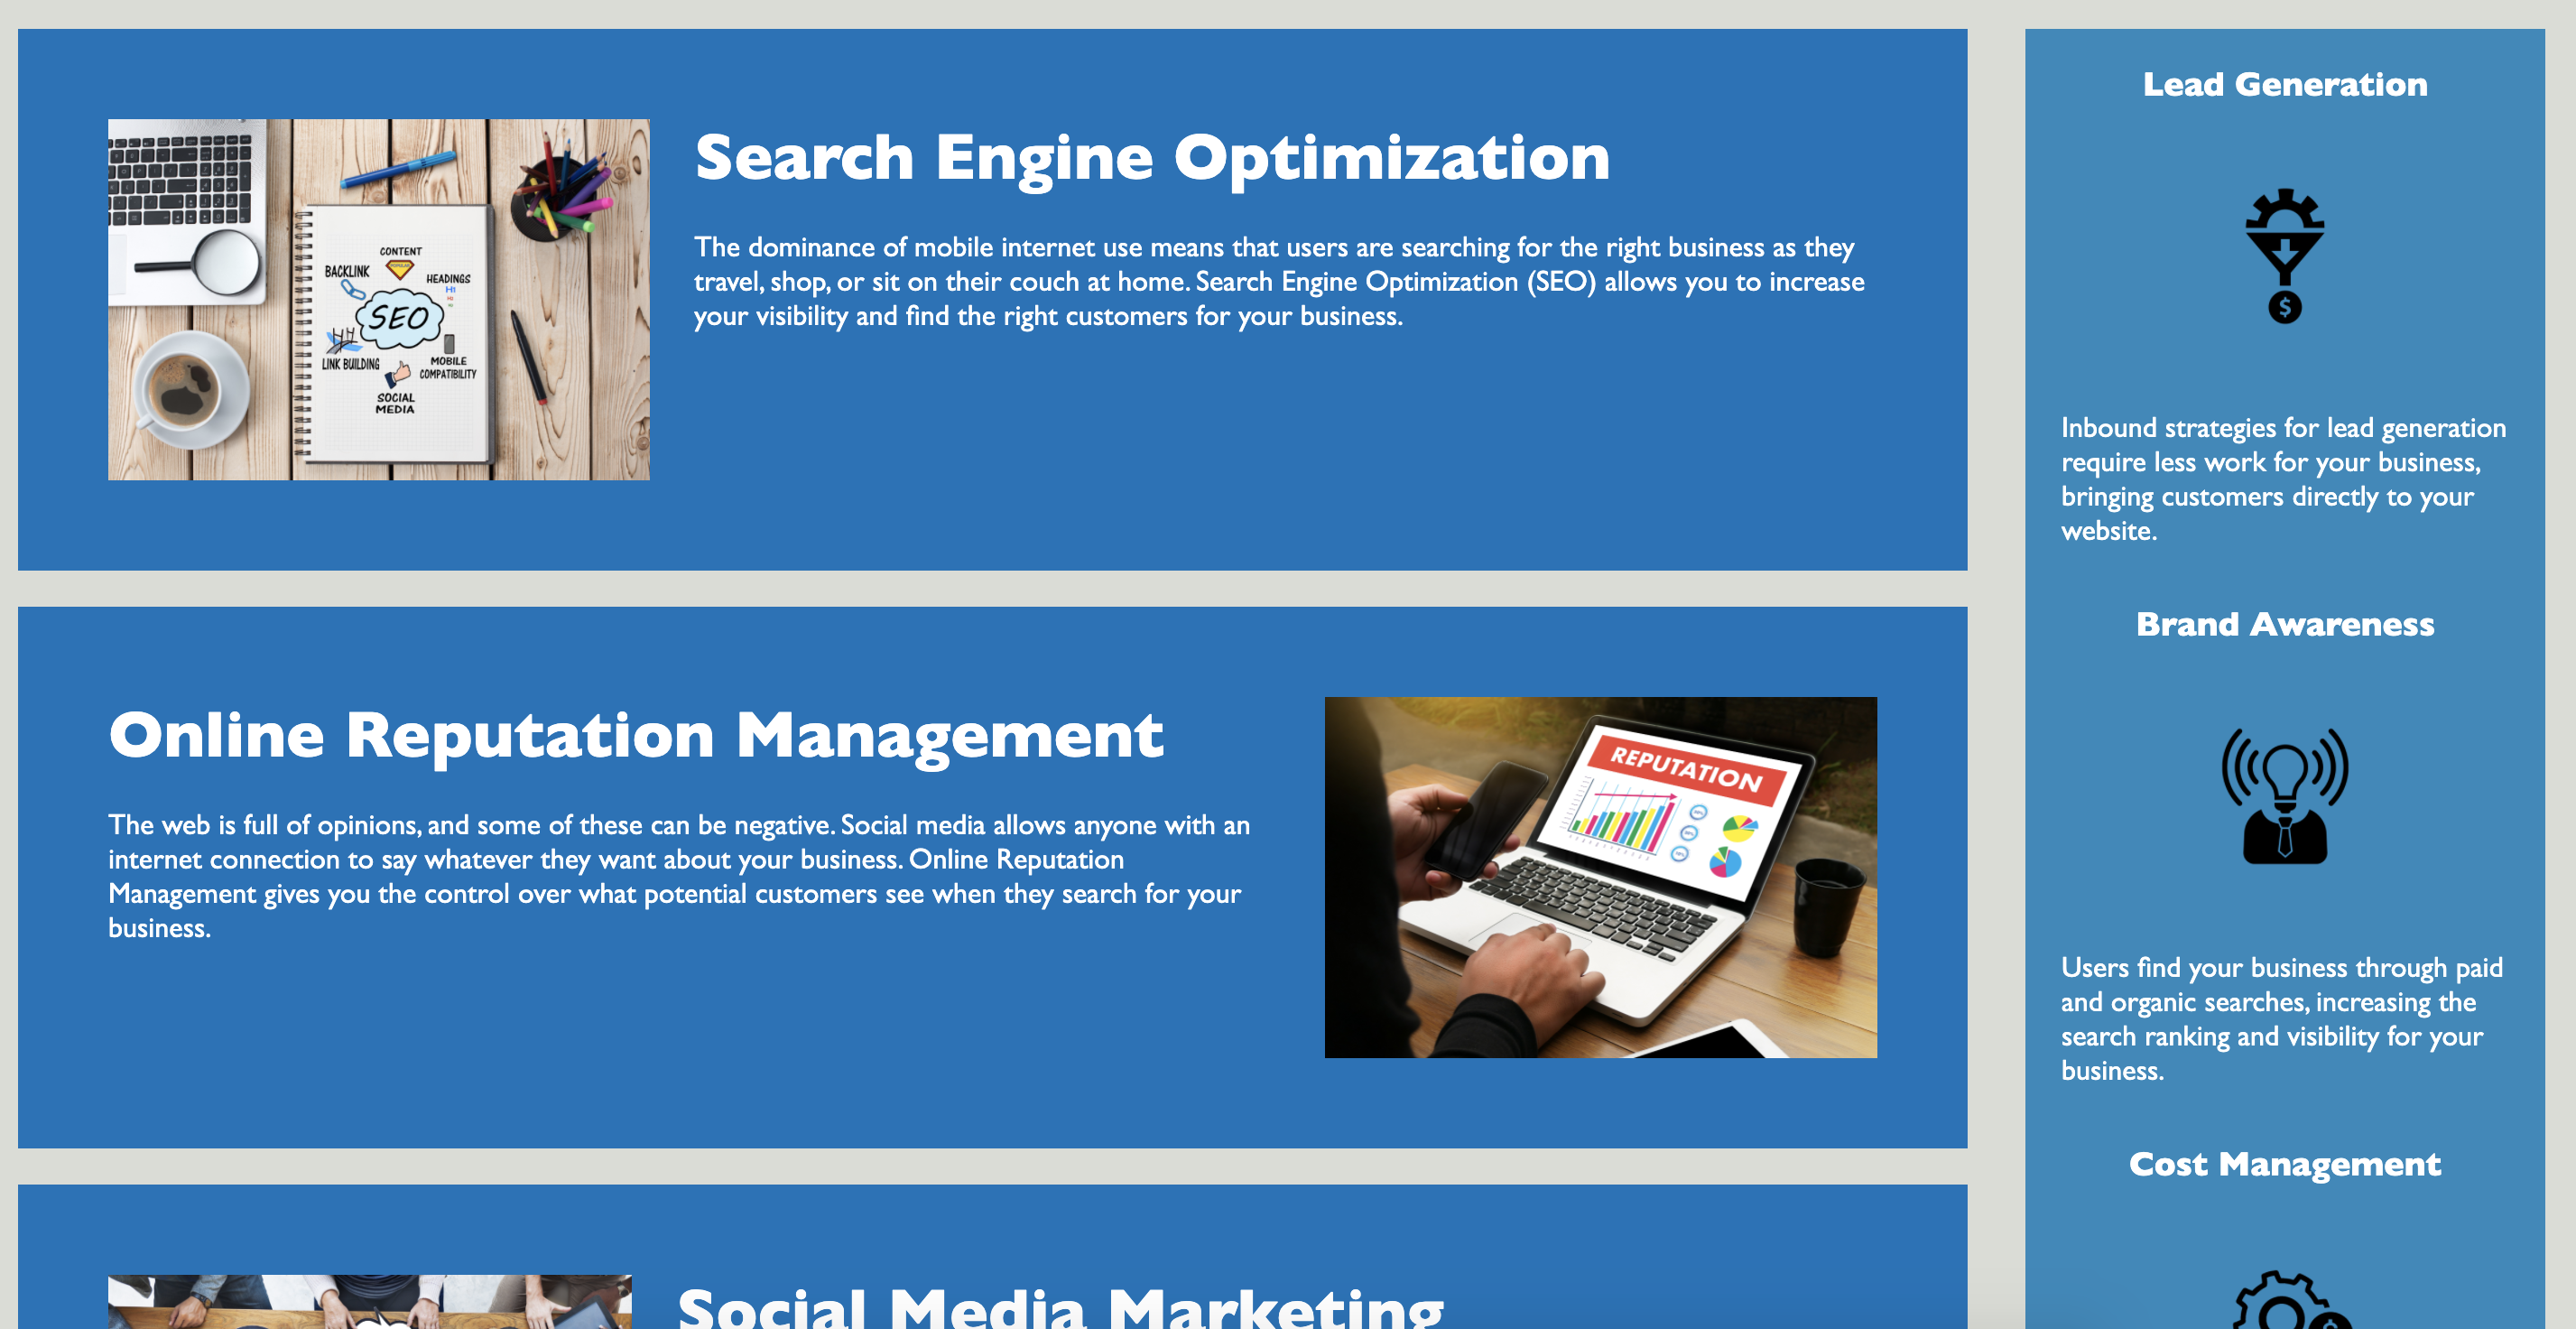 Search Engine Optimization
The dominance of mobile internet use means that users are searching for the right business as they
travel, shop, or sit on their couch at home. Search Engine Optimization (SEO) allows you to increase
your visibility and find the right customers for your business.
CONTENT
BACKLINK
HEADINGS
H1
SEO
LINK BUILDING
MOBILE
COMPATIBILITY
SOCIAL
MEDIA
Online Reputation Management
The web is full of opinions, and some of these can be negative. Social media allows anyone with an
internet connection to say whatever they want about your business. Online Reputation
Management gives you the control over what potential customers see when they search for your
business.
REPUTATION
Social Media Marketing
Lead Generation
$
Inbound strategies for lead generation
require less work for your business,
bringing customers directly to your
website.
Brand Awareness
Users find your business through paid
and organic searches, increasing the
search ranking and visibility for your
business.
Cost Management
$